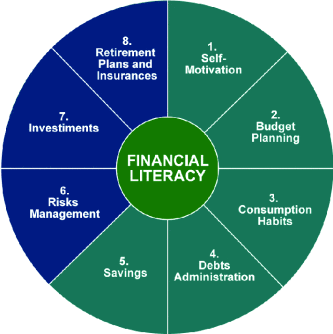 1.
Self-
Motivation
2.
Budget
Planning
3.
Consumption
Habits
4.
Debts
Administration
5.
Savings
6.
Risks
Management
7.
Investiments
8.
Retirement
Plans and
Insurances
FINANCIAL
LITERACY